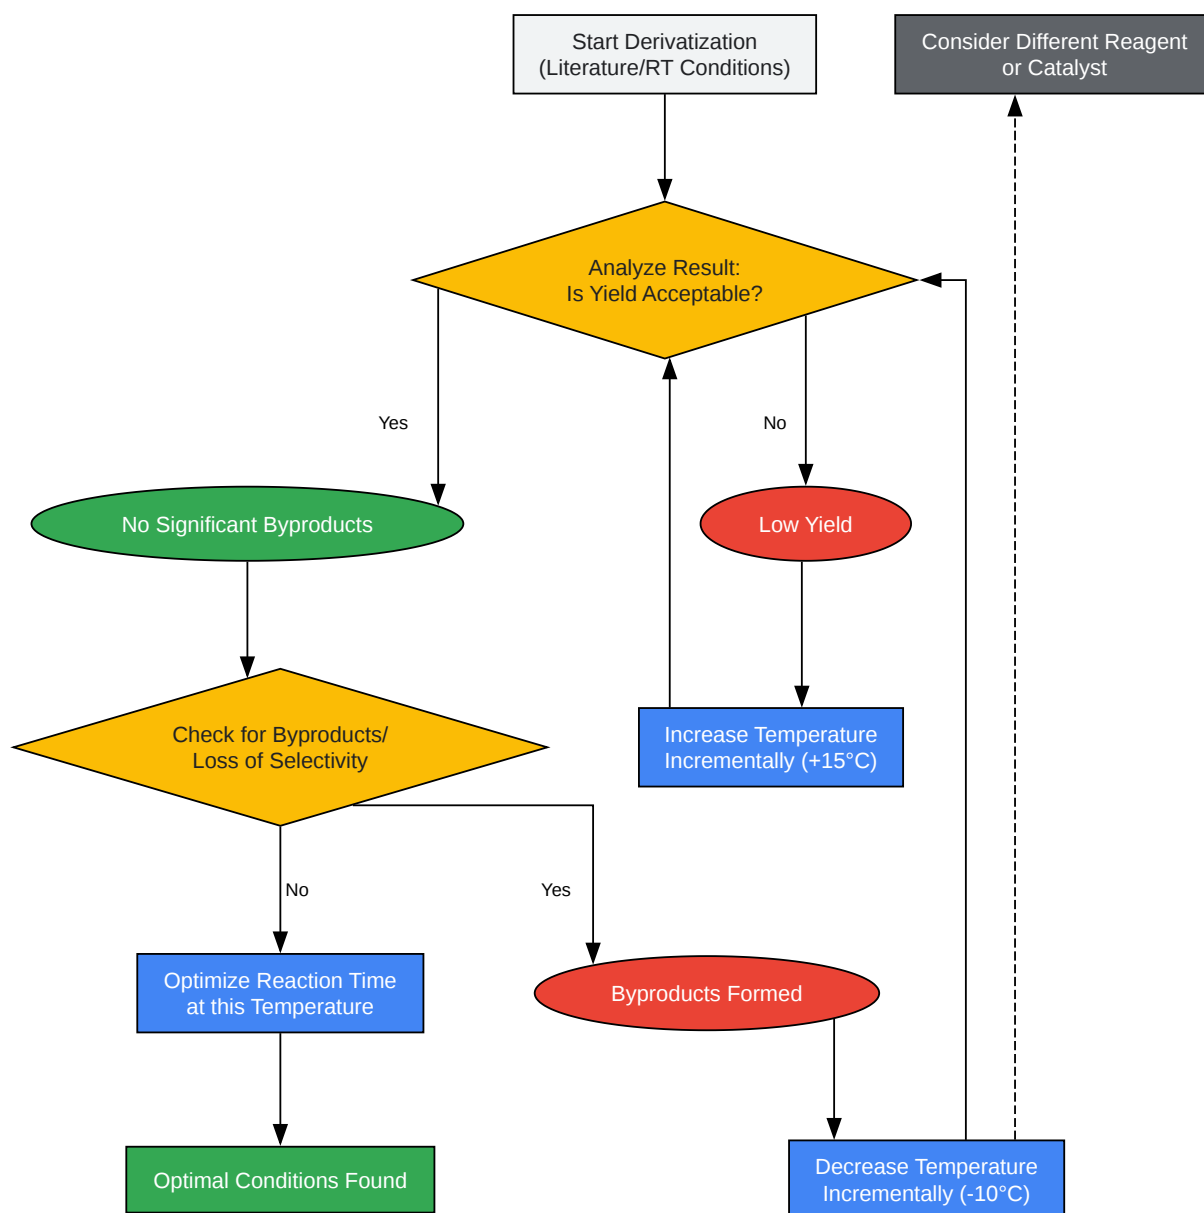 Start Derivatization
(Literature/RT Conditions)
Consider Different Reagent
or Catalyst
Analyze Result:
Is Yield Acceptable?
Yes
No
No Significant Byproducts
Low Yield
Check for Byproducts/
Loss of Selectivity
Increase Temperature
Incrementally (+15°C)
No
Yes
Optimize Reaction Time
at this Temperature
Byproducts Formed
Optimal Conditions Found
Decrease Temperature
Incrementally (-10°C)